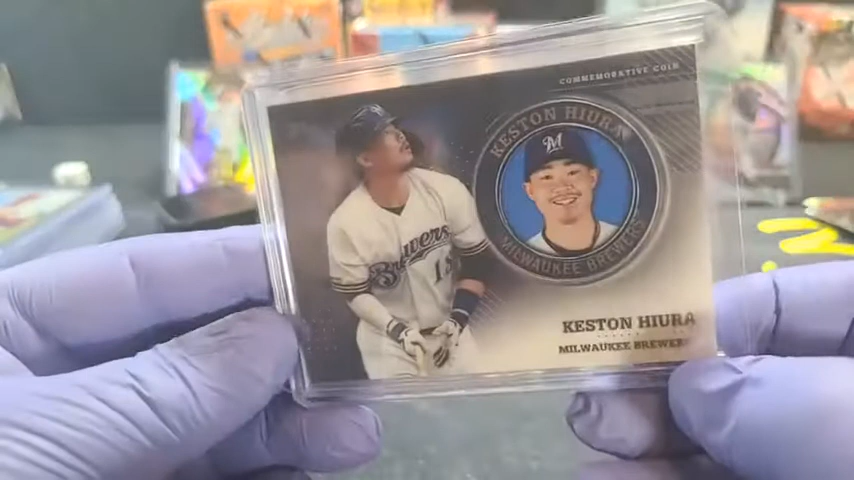 COMMEMORATIVE COIN
KESTON HIURA
M
MILWAUKEE BREWERS
Brewers
KESTON HIURA
MILWAUKEE BREWERS